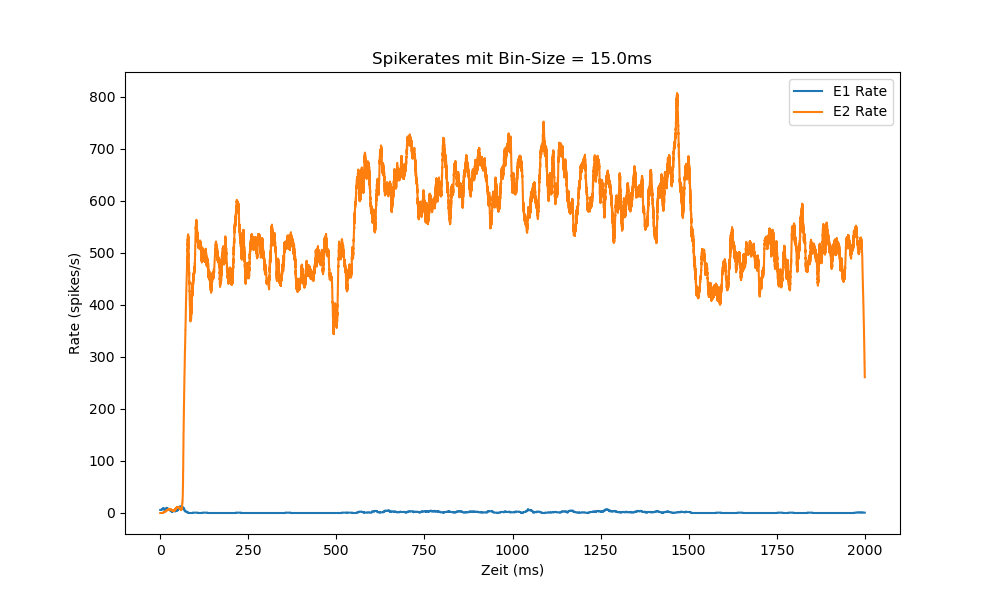 Spikerates mit Bin-Size = 15.0ms
E1 Rate
E2 Rate
Rate (spikes/s)
800
700
600
500
400
300
200
100
0
0 250 500 750 1000 1250 1500 1750 2000
Zeit (ms)